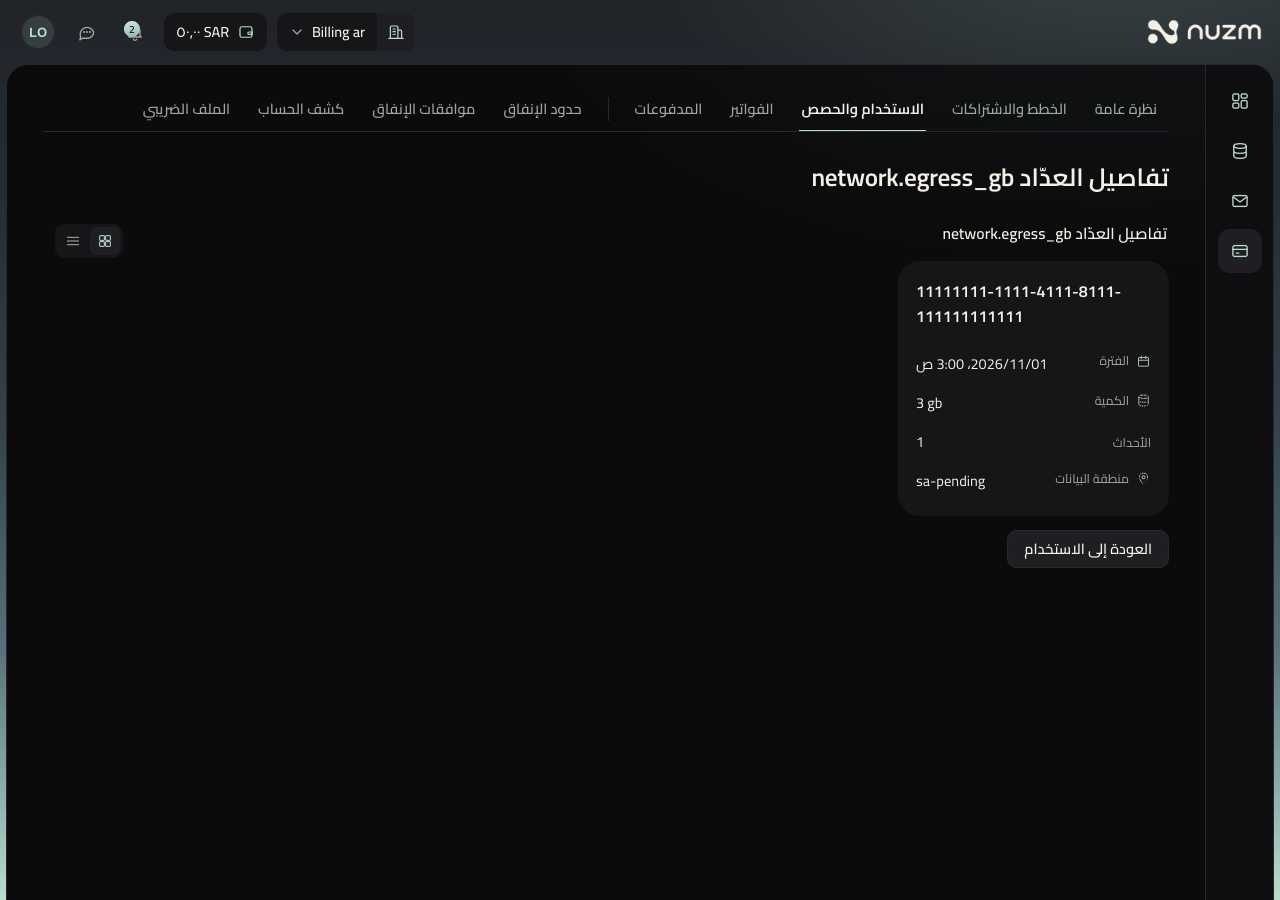 nuzm
Billing ar
٥٠٫٠٠ SAR
2
LO
نظرة عامة
الخطط والاشتراكات
الاستخدام والحصص
الفواتير
المدفوعات
حدود الإنفاق
موافقات الإنفاق
كشف الحساب
الملف الضريبي
تفاصيل العدّاد network.egress_gb
تفاصيل العدّاد network.egress_gb
11111111-1111-4111-8111-
111111111111
الفترة 2026/11/01، 3:00 ص
الكمية 3 gb
الأحداث 1
منطقة البيانات sa-pending
العودة إلى الاستخدام